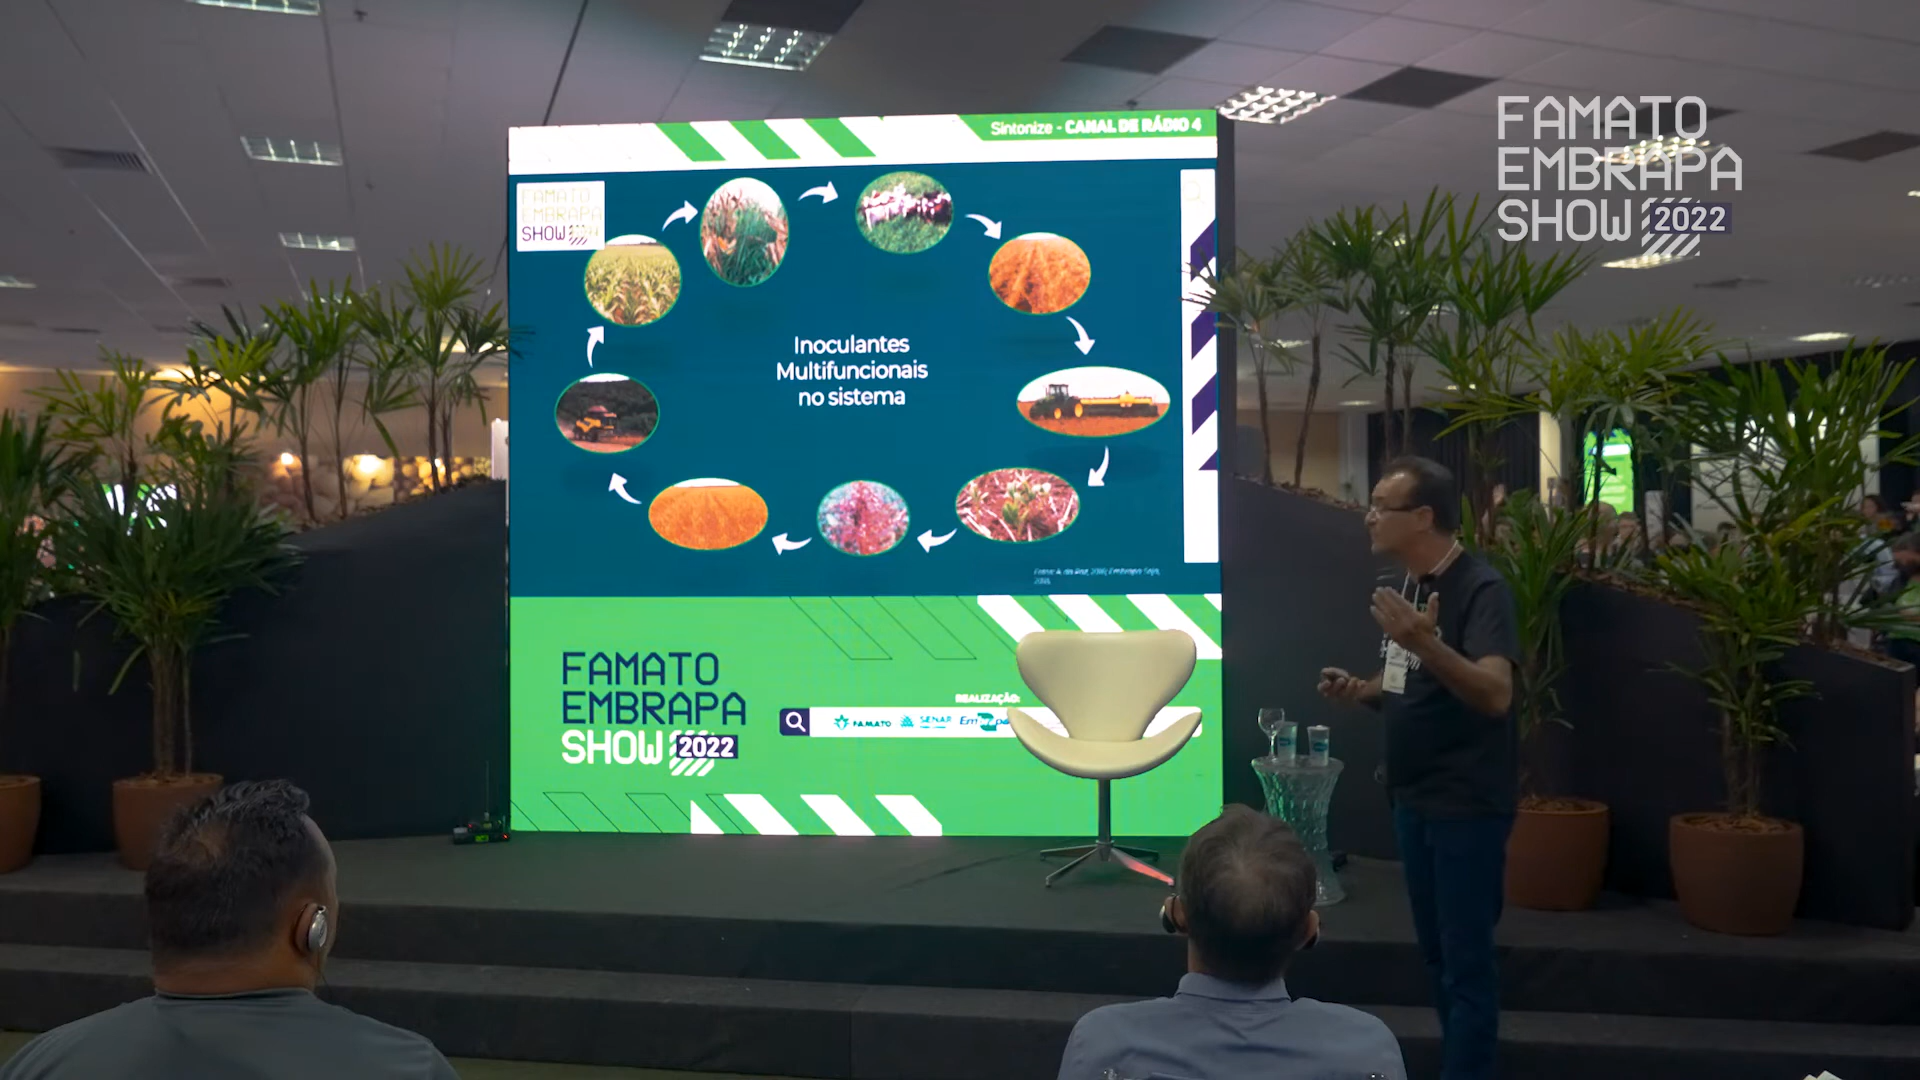 Sintonize - CANAL DE RÁDIO 4
FAMATO
EMBRAPA
SHOW 2022
FAMATO
EMBRAPA
SHOW
Inoculantes
Multifuncionais
no sistema
FAMATO
EMBRAPA
SHOW 2022
REALIZAÇÃO:
FAMATO SENAR